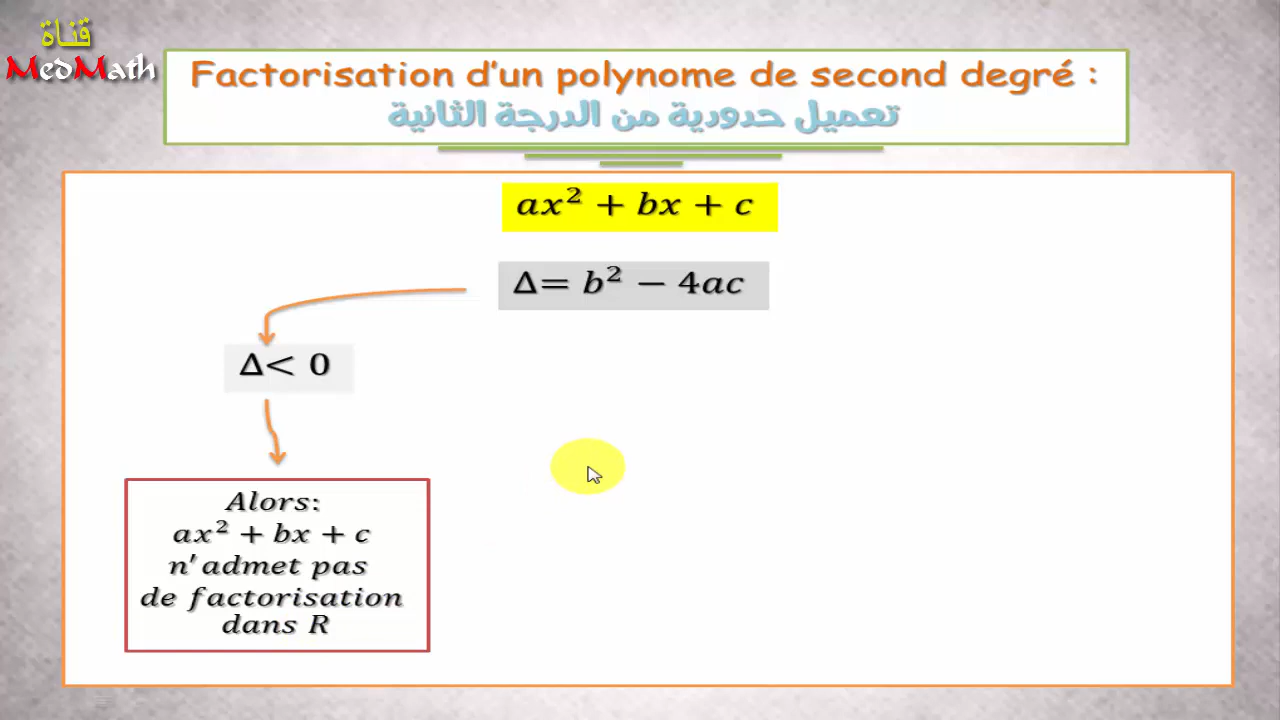 قناة
MedMath
Factorisation d'un polynome de second degré :
تعميل حدودية من الدرجة الثانية
ax² + bx + c
Δ= b² − 4ac
Δ< 0
Alors:
ax² + bx + c
n′admet pas
de factorisation
dans R